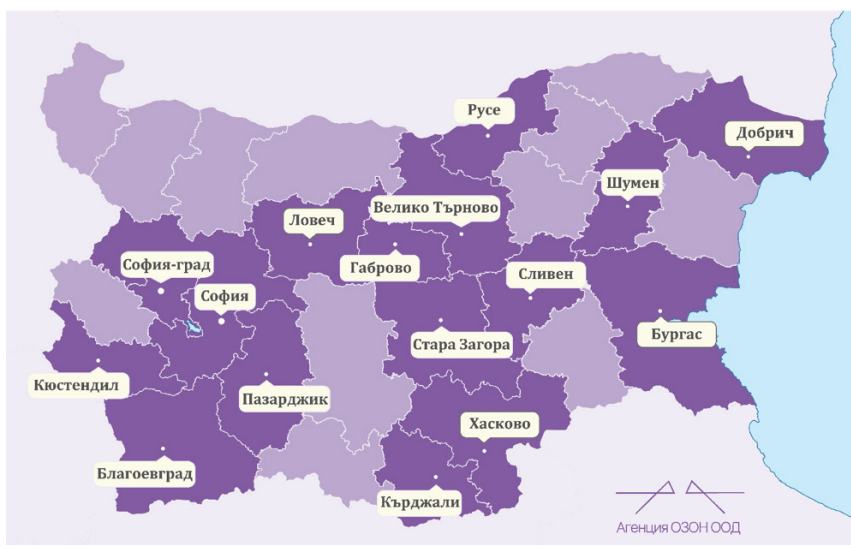 Русе
Добрич
Шумен
Велико Търново
Ловеч
Габрово
София-град
Сливен
София
Бургас
Стара Загора
Кюстендил
Пазарджик
Хасково
Благоевград
Кърджали
Агенция ОЗОН ООД